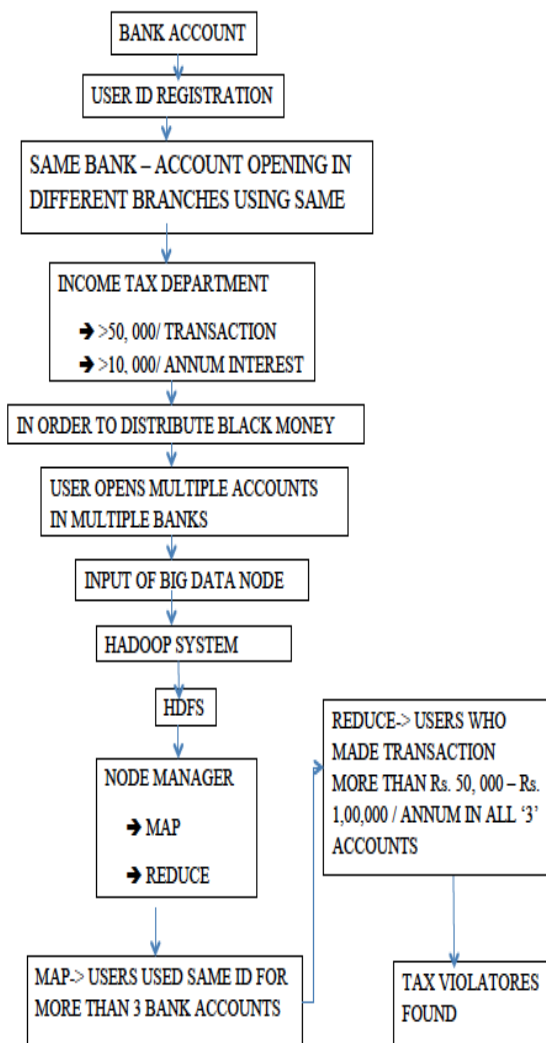 BANK ACCOUNT
USER ID REGISTRATION
SAME BANK – ACCOUNT OPENING IN
DIFFERENT BRANCHES USING SAME
INCOME TAX DEPARTMENT
➔ >50, 000/ TRANSACTION
➔ >10, 000/ ANNUM INTEREST
IN ORDER TO DISTRIBUTE BLACK MONEY
USER OPENS MULTIPLE ACCOUNTS
IN MULTIPLE BANKS
INPUT OF BIG DATA NODE
HADOOP SYSTEM
HDFS
NODE MANAGER
➔ MAP
➔ REDUCE
MAP-> USERS USED SAME ID FOR
MORE THAN 3 BANK ACCOUNTS
REDUCE-> USERS WHO
MADE TRANSACTION
MORE THAN Rs. 50, 000 – Rs.
1,00,000 / ANNUM IN ALL ‘3’
ACCOUNTS
TAX VIOLATORES
FOUND